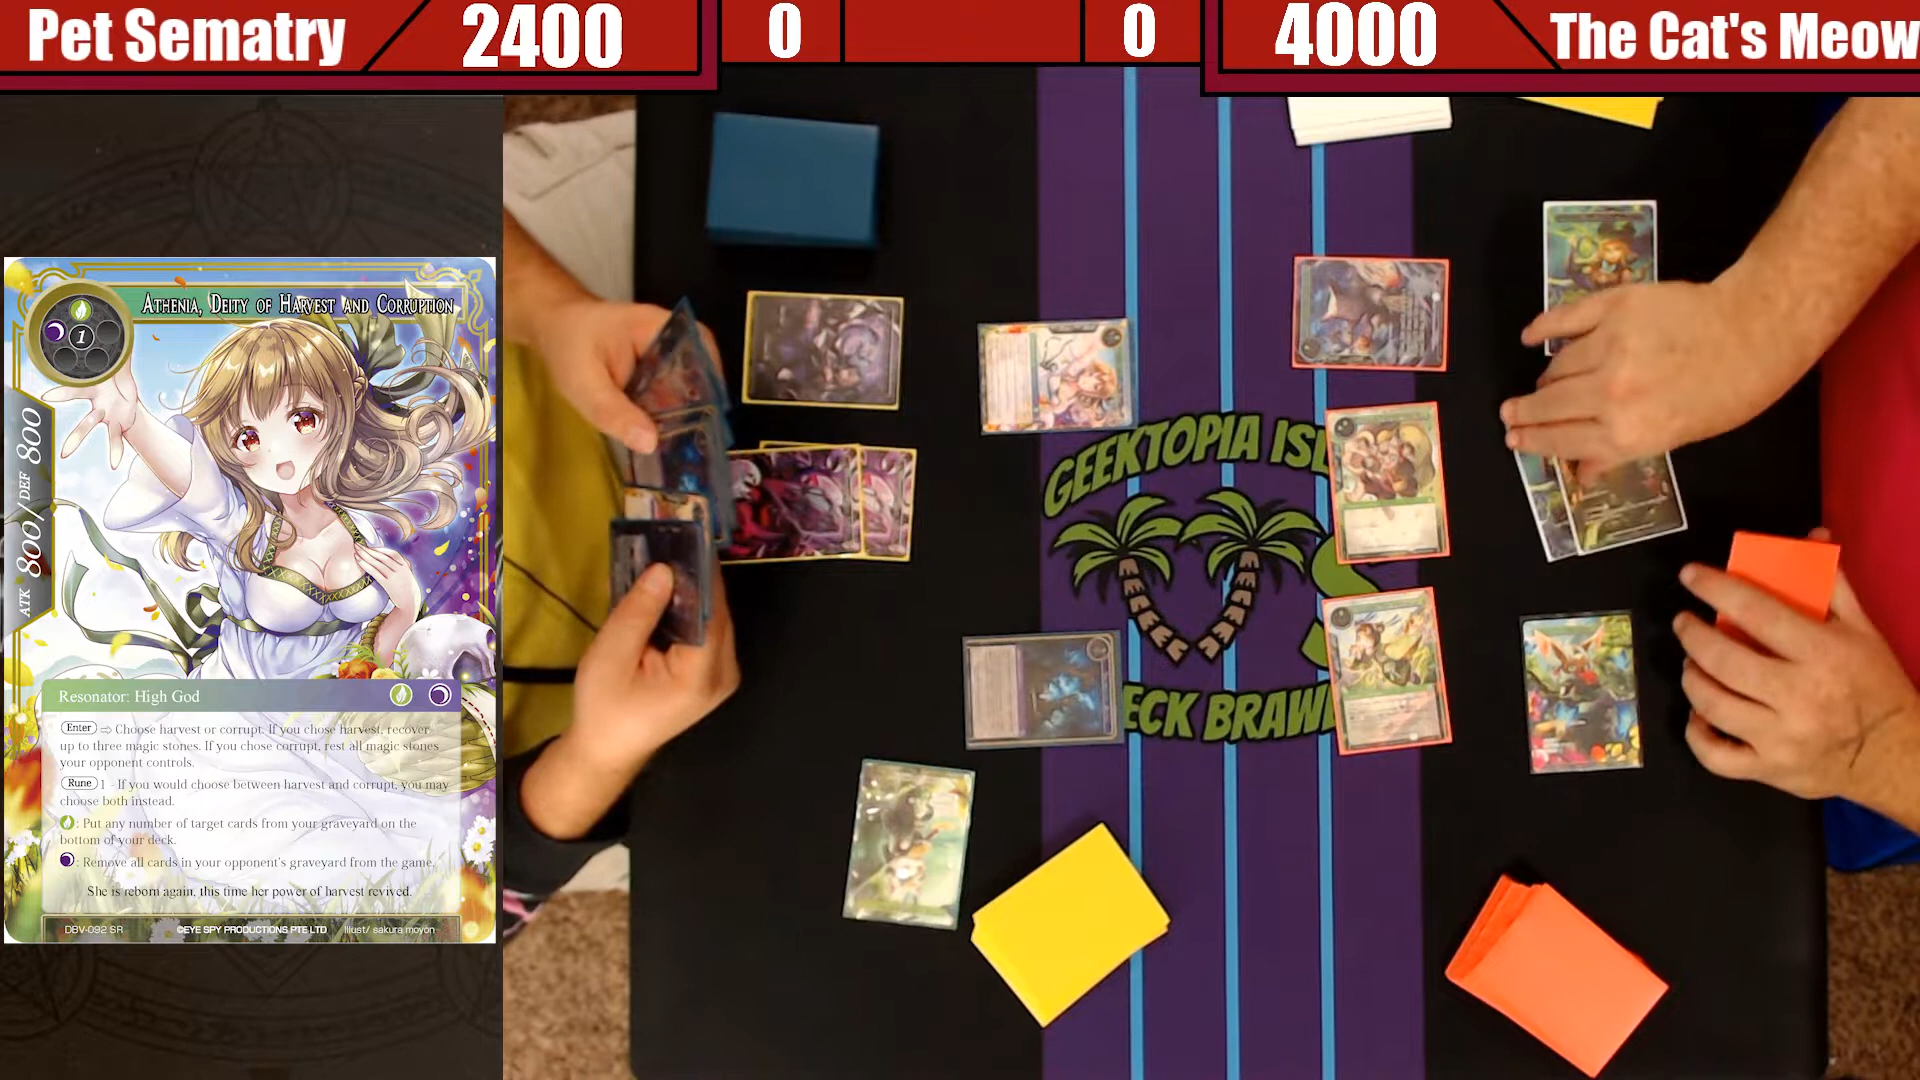 Pet Sematry
2400
0
0
4000
The Cat's Meow
1
ATHENIA, DEITY OF HARVEST AND CORRUPTION
ATK 800/DEF 800
Resonator: High God
Enter ⇨ Choose harvest or corrupt. If you chose harvest, recover
up to three magic stones. If you chose corrupt, rest all magic stones
your opponent controls.
Rune 1 - If you would choose between harvest and corrupt, you may
choose both instead.
: Put any number of target cards from your graveyard on the
bottom of your deck.
: Remove all cards in your opponent's graveyard from the game.
She is reborn again, this time her power of harvest revived.
DBV-092 SR
©EYE SPY PRODUCTIONS PTE LTD
Illust/ sakura moyon
GEEKTOPIA ISL
ECK BRAWL